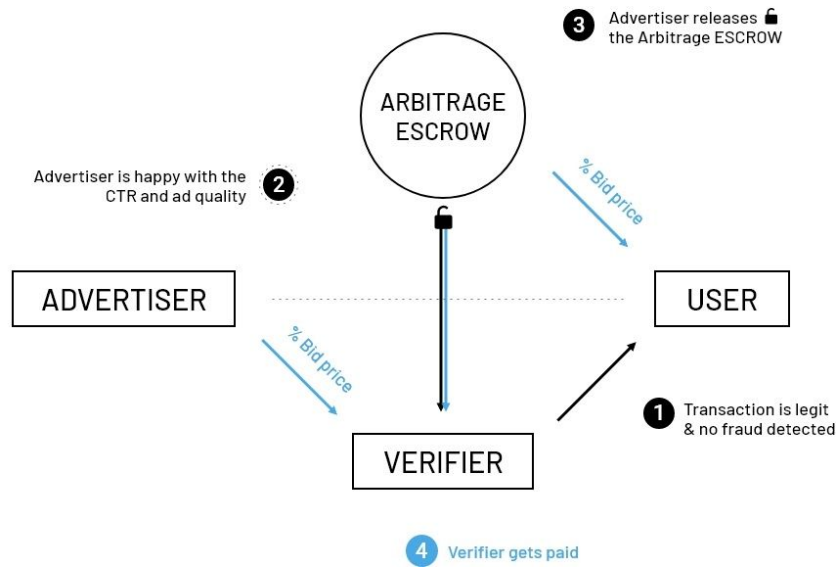 3
Advertiser releases
the Arbitrage ESCROW
ARBITRAGE
ESCROW
Advertiser is happy with the
CTR and ad quality
2
% Bid price
ADVERTISER
USER
% Bid price
1
Transaction is legit
& no fraud detected
VERIFIER
4
Verifier gets paid